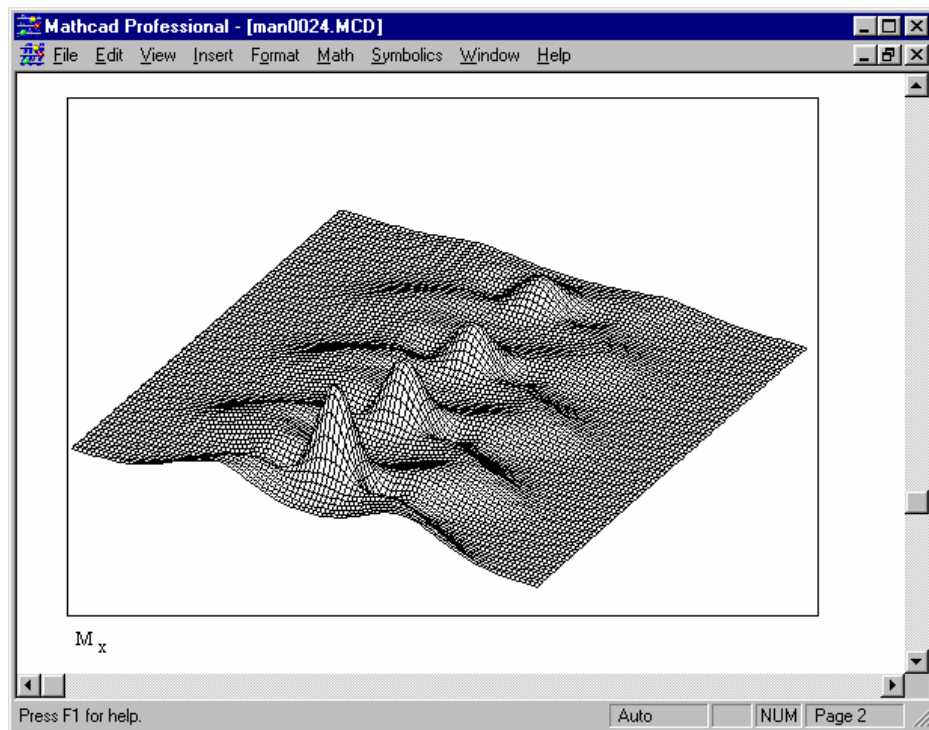 Mathcad Professional - [man0024.MCD]
File Edit View Insert Format Math Symbolics Window Help
M x
Press F1 for help. Auto NUM Page 2